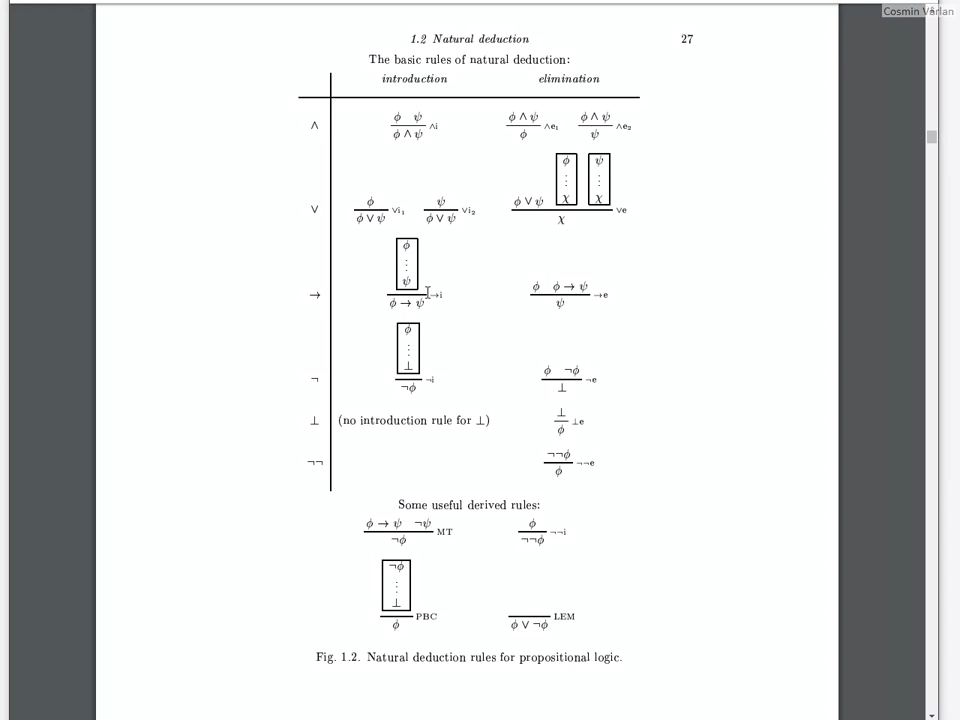 Cosmin Vârlan
1.2 Natural deduction 27
The basic rules of natural deduction:
introduction elimination
∧ ϕ ψ ϕ ∧ ψ ∧i ϕ ∧ ψ ϕ ∧e₁ ϕ ∧ ψ ψ ∧e₂
∨ ϕ ϕ ∨ ψ ∨i₁ ψ ϕ ∨ ψ ∨i₂ ϕ ∨ ψ ϕ ⋮ χ ψ ⋮ χ χ ∨e
→ ϕ ⋮ ψ ϕ → ψ →i ϕ ϕ → ψ ψ →e
¬ ϕ ⋮ ⊥ ¬ϕ ¬i ϕ ¬ϕ ⊥ ¬e
⊥ (no introduction rule for ⊥) ⊥ ϕ ⊥e
¬¬ ¬¬ϕ ϕ ¬¬e
Some useful derived rules:
ϕ → ψ ¬ψ ¬ϕ MT ϕ ¬¬ϕ ¬¬i
¬ϕ ⋮ ⊥ ϕ PBC ϕ ∨ ¬ϕ LEM
Fig. 1.2. Natural deduction rules for propositional logic.